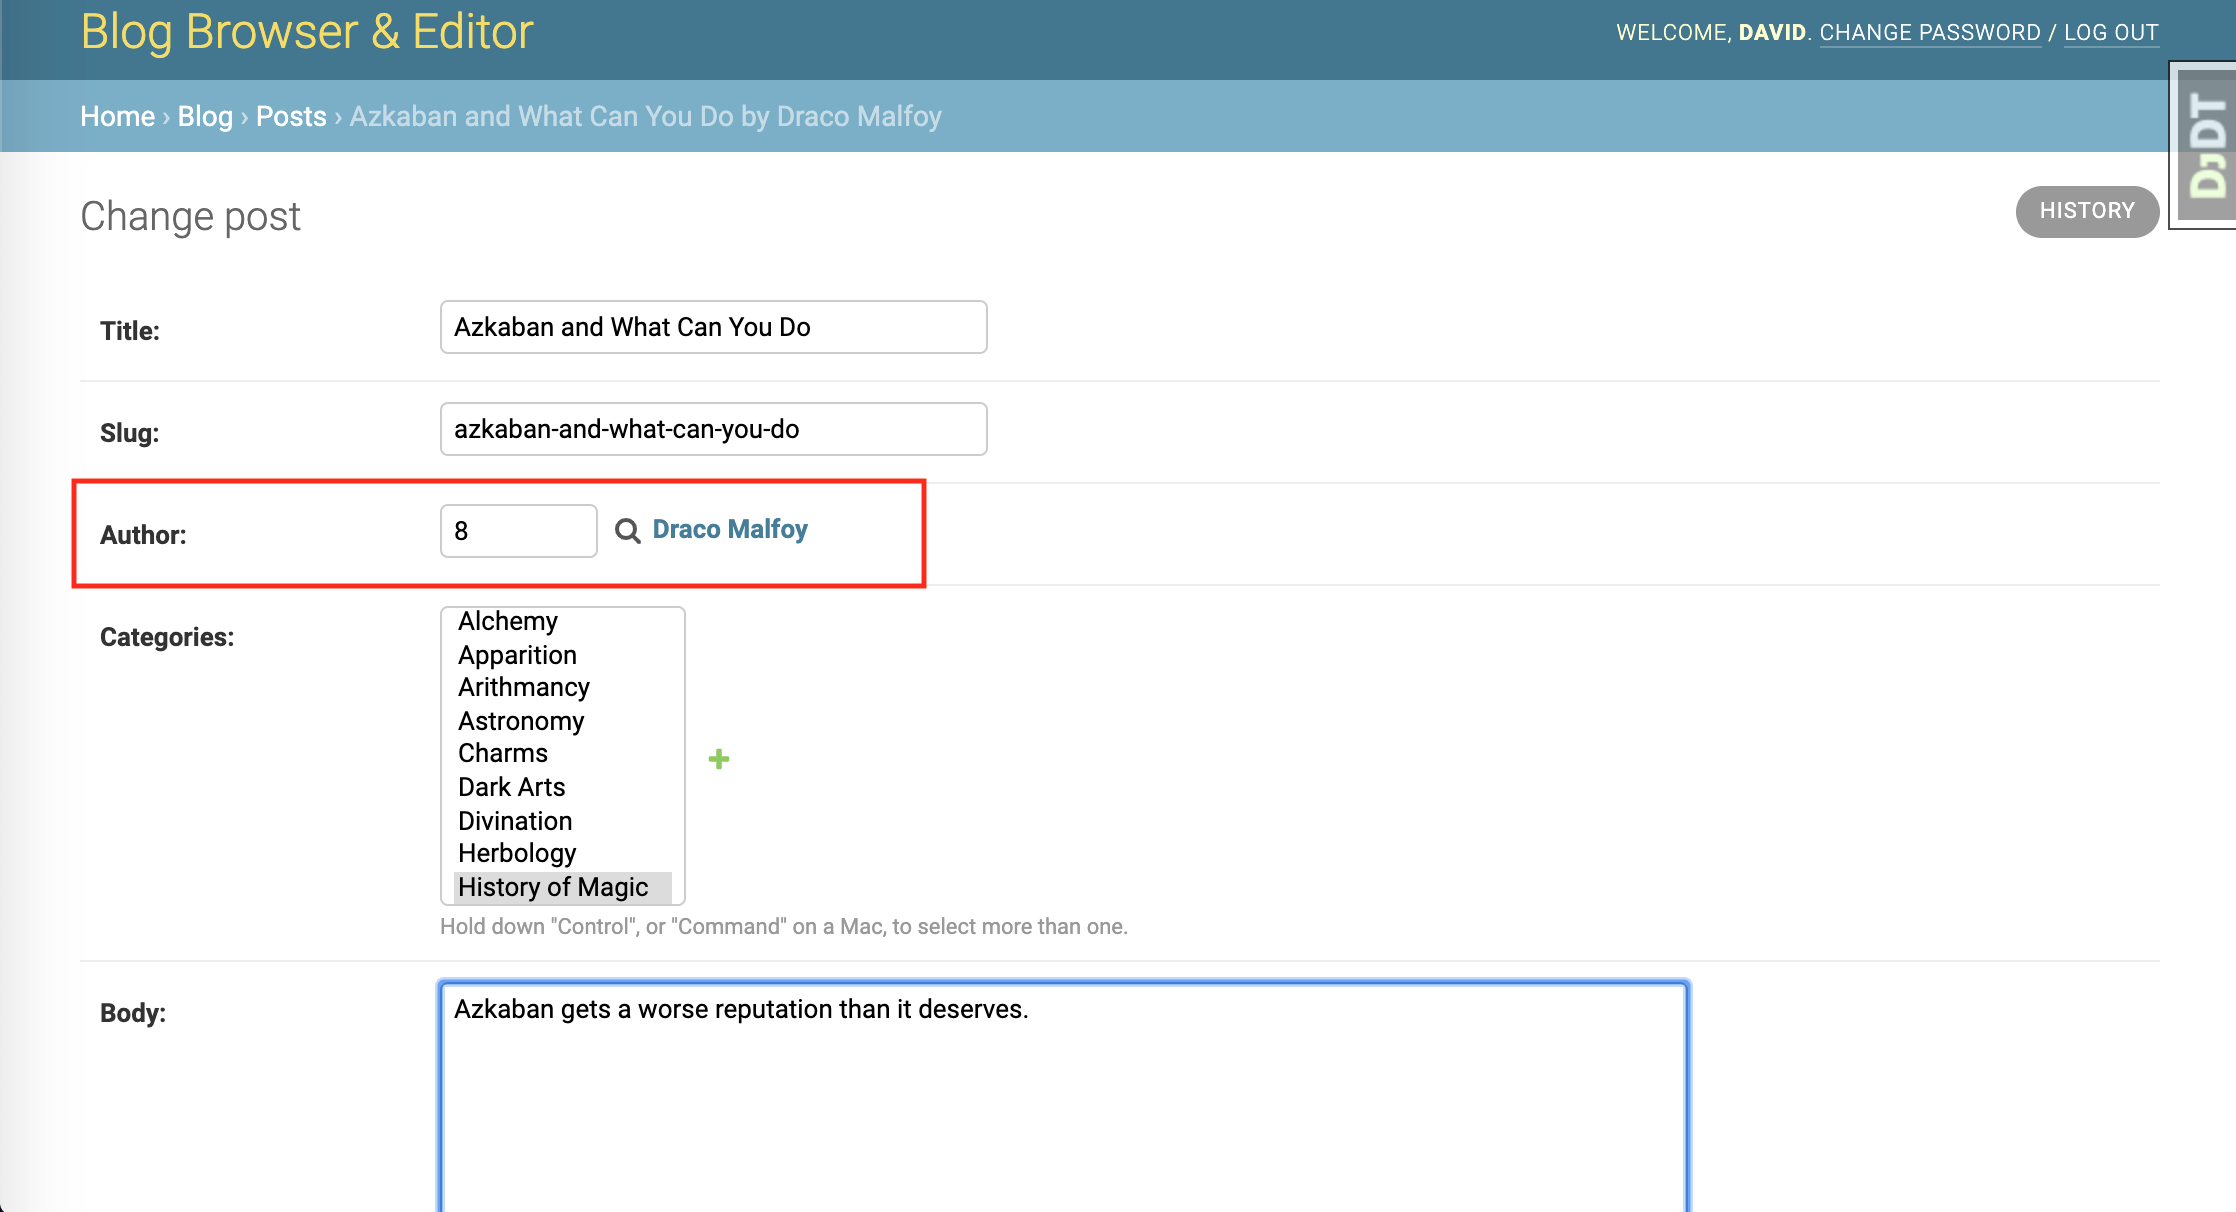 Blog Browser & Editor
WELCOME, DAVID. CHANGE PASSWORD / LOG OUT
Home › Blog › Posts › Azkaban and What Can You Do by Draco Malfoy
DjDT
Change post
HISTORY
Title:
Azkaban and What Can You Do
Slug:
azkaban-and-what-can-you-do
Author:
8
Draco Malfoy
Categories:
Alchemy
Apparition
Arithmancy
Astronomy
Charms
Dark Arts
Divination
Herbology
History of Magic
Hold down "Control", or "Command" on a Mac, to select more than one.
Body:
Azkaban gets a worse reputation than it deserves.